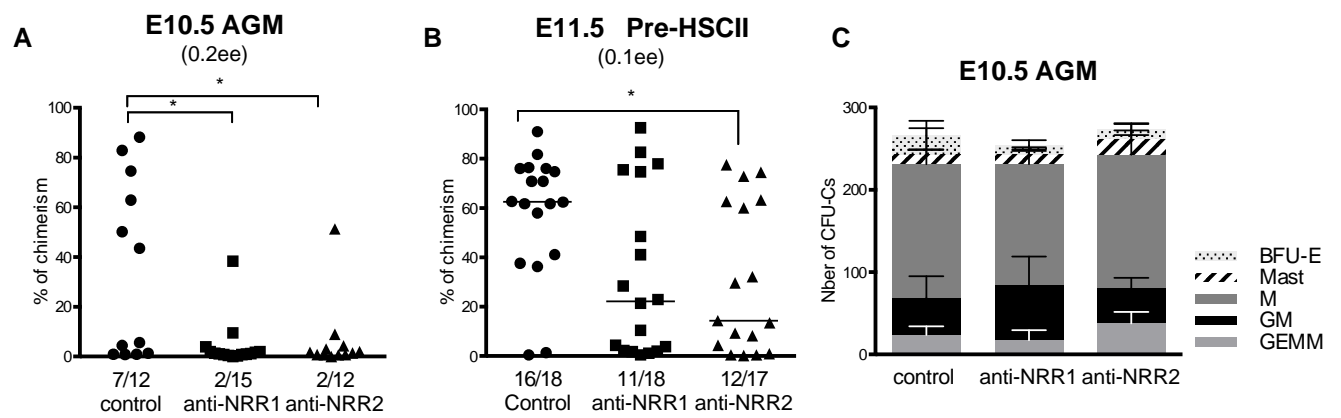 A
E10.5 AGM
(0.2ee)
*
*
% of chimerism
100
80
60
40
20
0
7/12 2/15 2/12
control anti-NRR1 anti-NRR2
B
E11.5 Pre-HSCII
(0.1ee)
*
% of chimerism
100
80
60
40
20
0
16/18 11/18 12/17
Control anti-NRR1 anti-NRR2
C
E10.5 AGM
Nber of CFU-Cs
300
200
100
0
control anti-NRR1 anti-NRR2
BFU-E
Mast
M
GM
GEMM